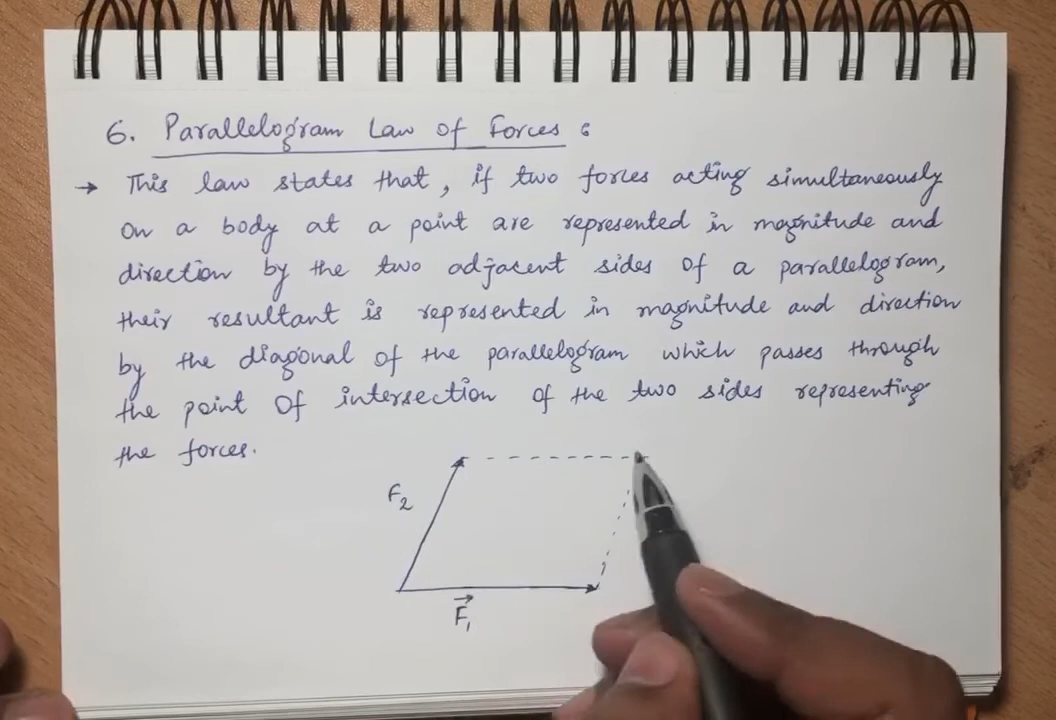 6. Parallelogram Law of Forces :
→ This law states that, if two forces acting simultaneously
on a body at a point are represented in magnitude and
direction by the two adjacent sides of a parallelogram,
their resultant is represented in magnitude and direction
by the diagonal of the parallelogram which passes through
the point of intersection of the two sides representing
the forces.
F₂
F⃗₁